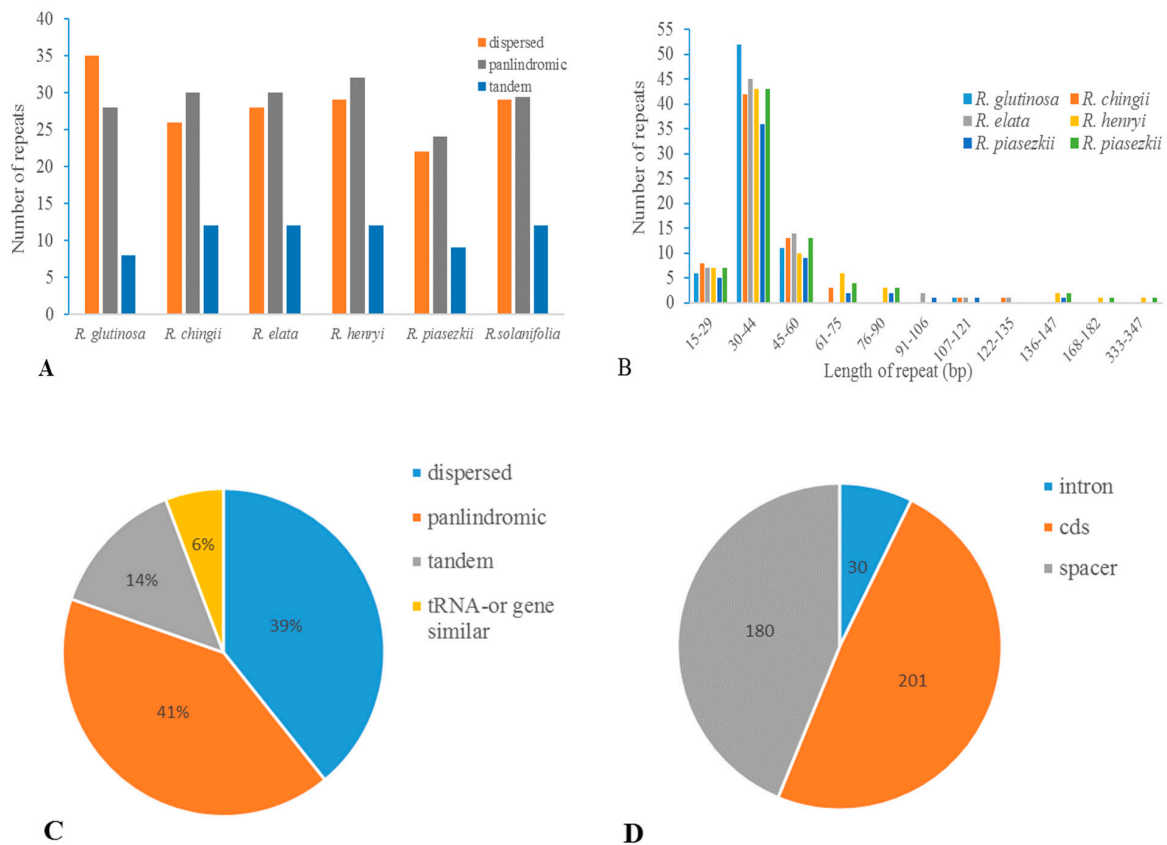 40
35
30
25
20
15
10
5
0
Number of repeats
dispersed
panlindromic
tandem
R. glutinosa R. chingii R. elata R. henryi R. piasezkii R.solanifolia
A
55
50
45
40
35
30
25
20
15
10
5
0
Number of repeats
R. glutinosa R. chingii
R. elata R. henryi
R. piasezkii R. piasezkii
15-29 30-44 45-60 61-75 76-90 91-106 107-121 122-135 136-147 168-182 333-347
Length of repeat (bp)
B
dispersed
panlindromic
tandem
tRNA-or gene
similar
6%
14%
39%
41%
C
intron
cds
spacer
30
180
201
D